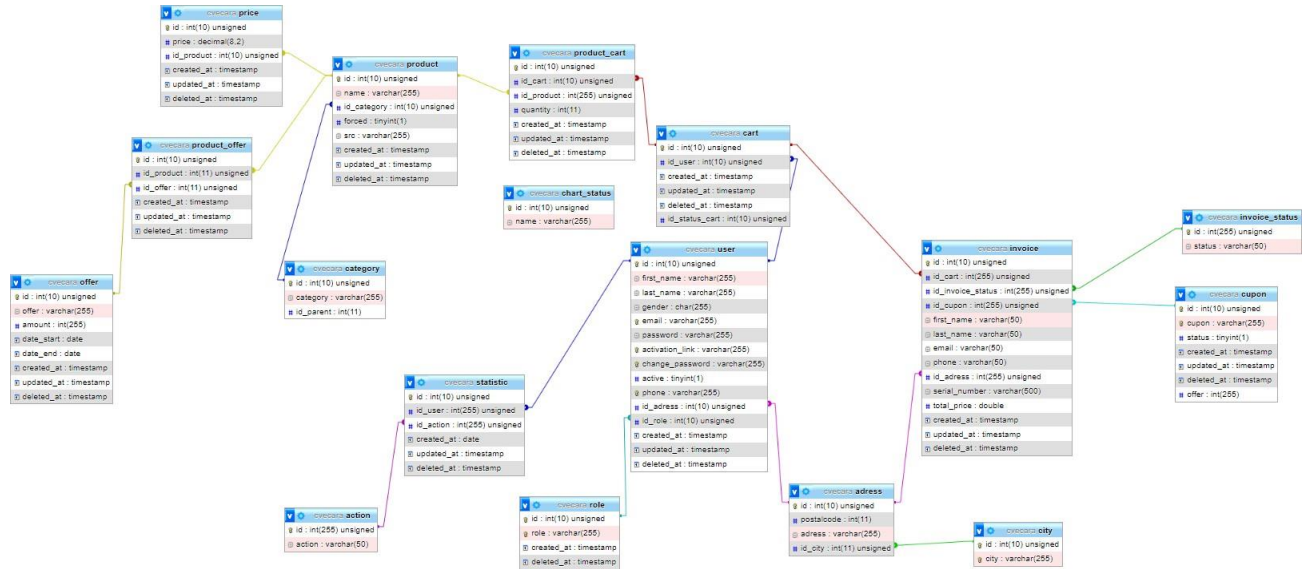 cvecara price
id : int(10) unsigned
price : decimal(8,2)
id_product : int(10) unsigned
created_at : timestamp
updated_at : timestamp
deleted_at : timestamp
cvecara product
id : int(10) unsigned
name : varchar(255)
id_category : int(10) unsigned
forced : tinyint(1)
src : varchar(255)
created_at : timestamp
updated_at : timestamp
deleted_at : timestamp
cvecara product_cart
id : int(10) unsigned
id_cart : int(10) unsigned
id_product : int(255) unsigned
quantity : int(11)
created_at : timestamp
updated_at : timestamp
deleted_at : timestamp
cvecara product_offer
id : int(10) unsigned
id_product : int(11) unsigned
id_offer : int(11) unsigned
created_at : timestamp
updated_at : timestamp
deleted_at : timestamp
cvecara cart
id : int(10) unsigned
id_user : int(10) unsigned
created_at : timestamp
updated_at : timestamp
deleted_at : timestamp
id_status_cart : int(10) unsigned
cvecara chart_status
id : int(10) unsigned
name : varchar(255)
cvecara invoice_status
id : int(255) unsigned
status : varchar(50)
cvecara offer
id : int(10) unsigned
offer : varchar(255)
amount : int(255)
date_start : date
date_end : date
created_at : timestamp
updated_at : timestamp
deleted_at : timestamp
cvecara category
id : int(10) unsigned
category : varchar(255)
id_parent : int(11)
cvecara user
id : int(10) unsigned
first_name : varchar(255)
last_name : varchar(255)
gender : char(255)
email : varchar(255)
password : varchar(255)
activation_link : varchar(255)
change_password : varchar(255)
active : tinyint(1)
phone : varchar(255)
id_adress : int(10) unsigned
id_role : int(10) unsigned
created_at : timestamp
updated_at : timestamp
deleted_at : timestamp
cvecara invoice
id : int(10) unsigned
id_cart : int(255) unsigned
id_invoice_status : int(255) unsigned
id_cupon : int(255) unsigned
first_name : varchar(50)
last_name : varchar(50)
email : varchar(50)
phone : varchar(50)
id_adress : int(255) unsigned
serial_number : varchar(500)
total_price : double
created_at : timestamp
updated_at : timestamp
deleted_at : timestamp
cvecara cupon
id : int(10) unsigned
cupon : varchar(255)
status : tinyint(1)
created_at : timestamp
updated_at : timestamp
deleted_at : timestamp
offer : int(255)
cvecara statistic
id : int(10) unsigned
id_user : int(255) unsigned
id_action : int(255) unsigned
created_at : date
updated_at : timestamp
deleted_at : timestamp
cvecara action
id : int(255) unsigned
action : varchar(50)
cvecara role
id : int(10) unsigned
role : varchar(255)
created_at : timestamp
deleted_at : timestamp
cvecara adress
id : int(10) unsigned
postalcode : int(11)
adress : varchar(255)
id_city : int(11) unsigned
cvecara city
id : int(10) unsigned
city : varchar(255)